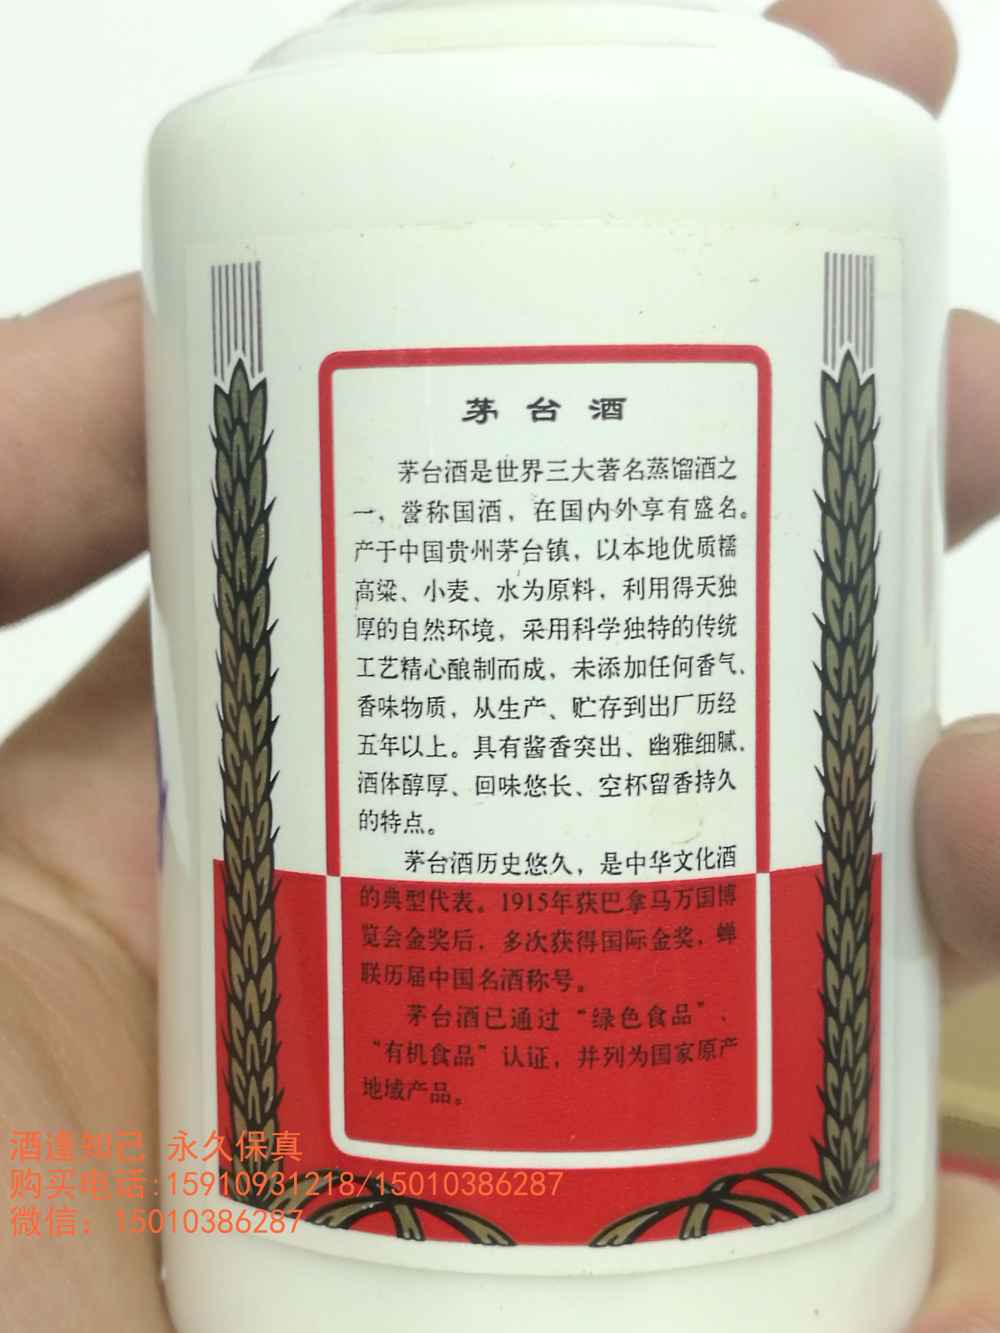 茅台酒
茅台酒是世界三大著名蒸馏酒之
一，誉称国酒，在国内外享有盛名。
产于中国贵州茅台镇，以本地优质糯
高粱、小麦、水为原料，利用得天独
厚的自然环境，采用科学独特的传统
工艺精心酿制而成，未添加任何香气、
香味物质，从生产、贮存到出厂历经
五年以上。具有酱香突出、幽雅细腻、
酒体醇厚、回味悠长、空杯留香持久
的特点。
茅台酒历史悠久，是中华文化酒
的典型代表。1915年获巴拿马万国博
览会金奖后，多次获得国际金奖，蝉
联历届中国名酒称号。
茅台酒已通过“绿色食品”、
“有机食品”认证，并列为国家原产
地域产品。
酒逢知己 永久保真
购买电话:15910931218/15010386287
微信：15010386287